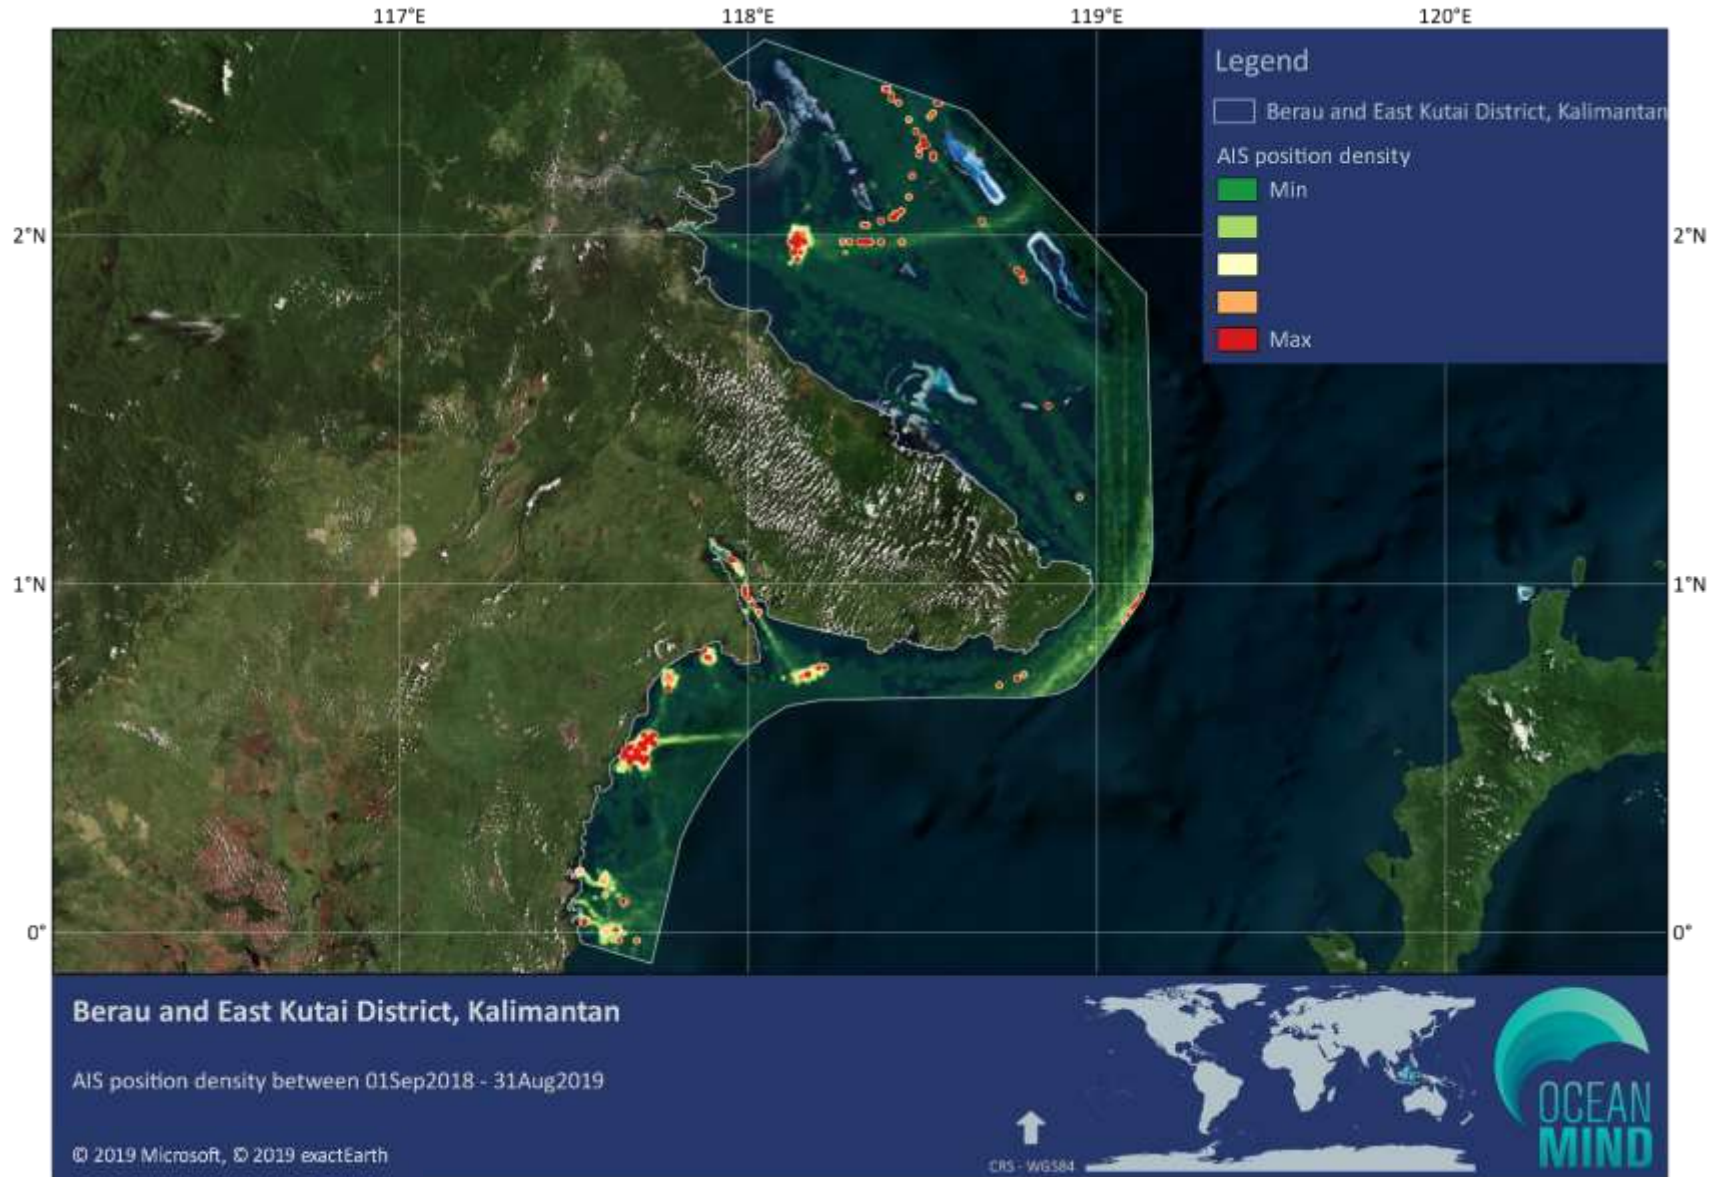 117°E 118°E 119°E 120°E
Legend
Berau and East Kutai District, Kalimantan
AIS position density
Min
Max
2°N 2°N
1°N 1°N
0° 0°
Berau and East Kutai District, Kalimantan
AIS position density between 01Sep2018 - 31Aug2019
© 2019 Microsoft, © 2019 exactEarth
CRS - WGS84
OCEAN
MIND